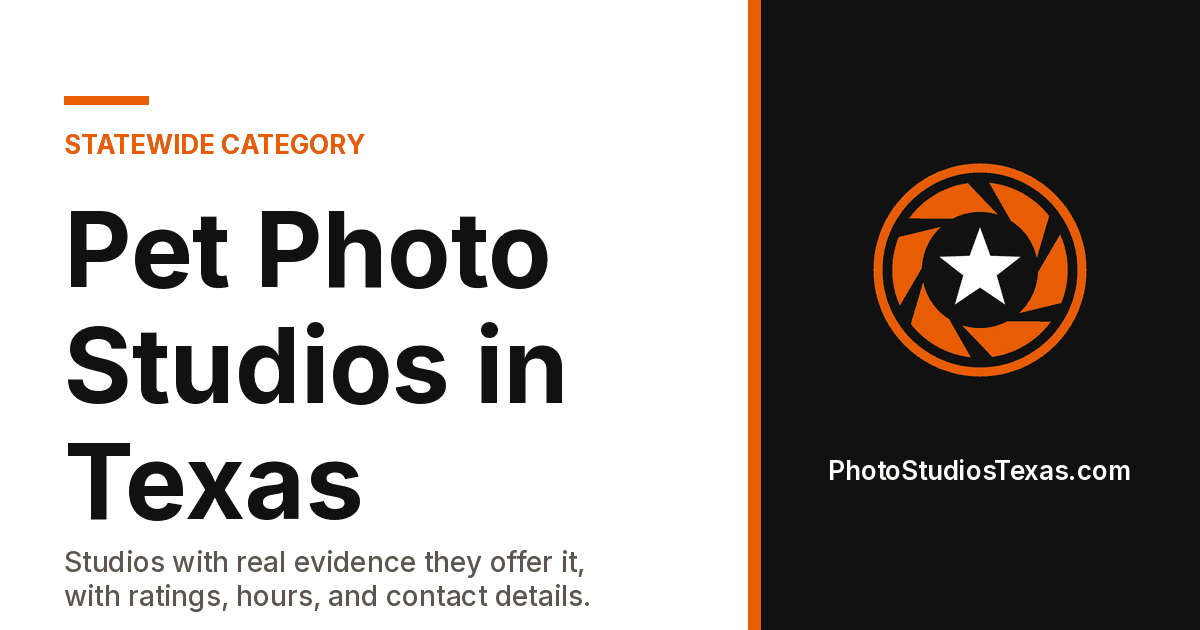 STATEWIDE CATEGORY
Pet Photo
Studios in
Texas
Studios with real evidence they offer it,
with ratings, hours, and contact details.
PhotoStudiosTexas.com